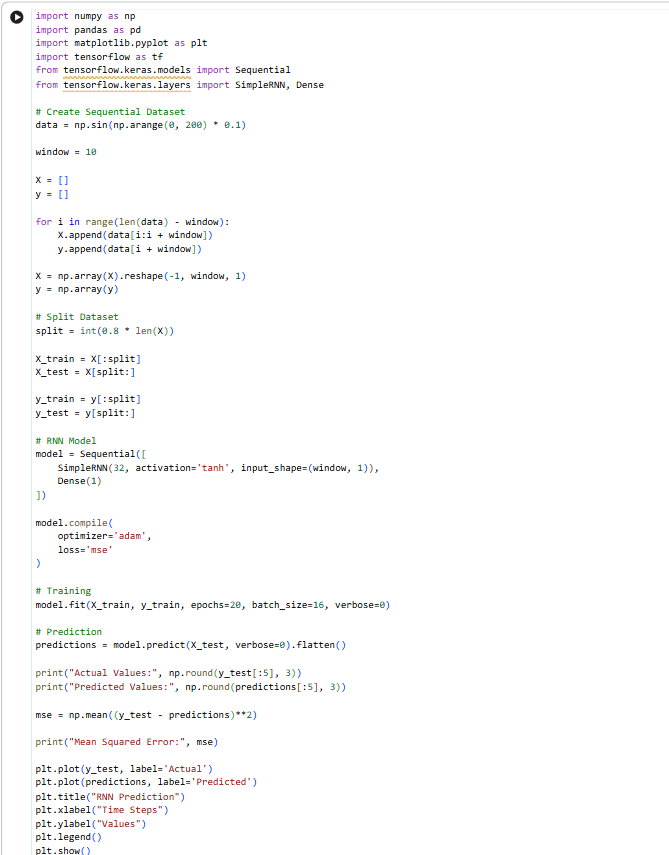 import numpy as np
import pandas as pd
import matplotlib.pyplot as plt
import tensorflow as tf
from tensorflow.keras.models import Sequential
from tensorflow.keras.layers import SimpleRNN, Dense

# Create Sequential Dataset
data = np.sin(np.arange(0, 200) * 0.1)

window = 10

X = []
y = []

for i in range(len(data) - window):
    X.append(data[i:i + window])
    y.append(data[i + window])

X = np.array(X).reshape(-1, window, 1)
y = np.array(y)

# Split Dataset
split = int(0.8 * len(X))

X_train = X[:split]
X_test = X[split:]

y_train = y[:split]
y_test = y[split:]

# RNN Model
model = Sequential([
    SimpleRNN(32, activation='tanh', input_shape=(window, 1)),
    Dense(1)
])

model.compile(
    optimizer='adam',
    loss='mse'
)

# Training
model.fit(X_train, y_train, epochs=20, batch_size=16, verbose=0)

# Prediction
predictions = model.predict(X_test, verbose=0).flatten()

print("Actual Values:", np.round(y_test[:5], 3))
print("Predicted Values:", np.round(predictions[:5], 3))

mse = np.mean((y_test - predictions)**2)

print("Mean Squared Error:", mse)

plt.plot(y_test, label='Actual')
plt.plot(predictions, label='Predicted')
plt.title("RNN Prediction")
plt.xlabel("Time Steps")
plt.ylabel("Values")
plt.legend()
plt.show()